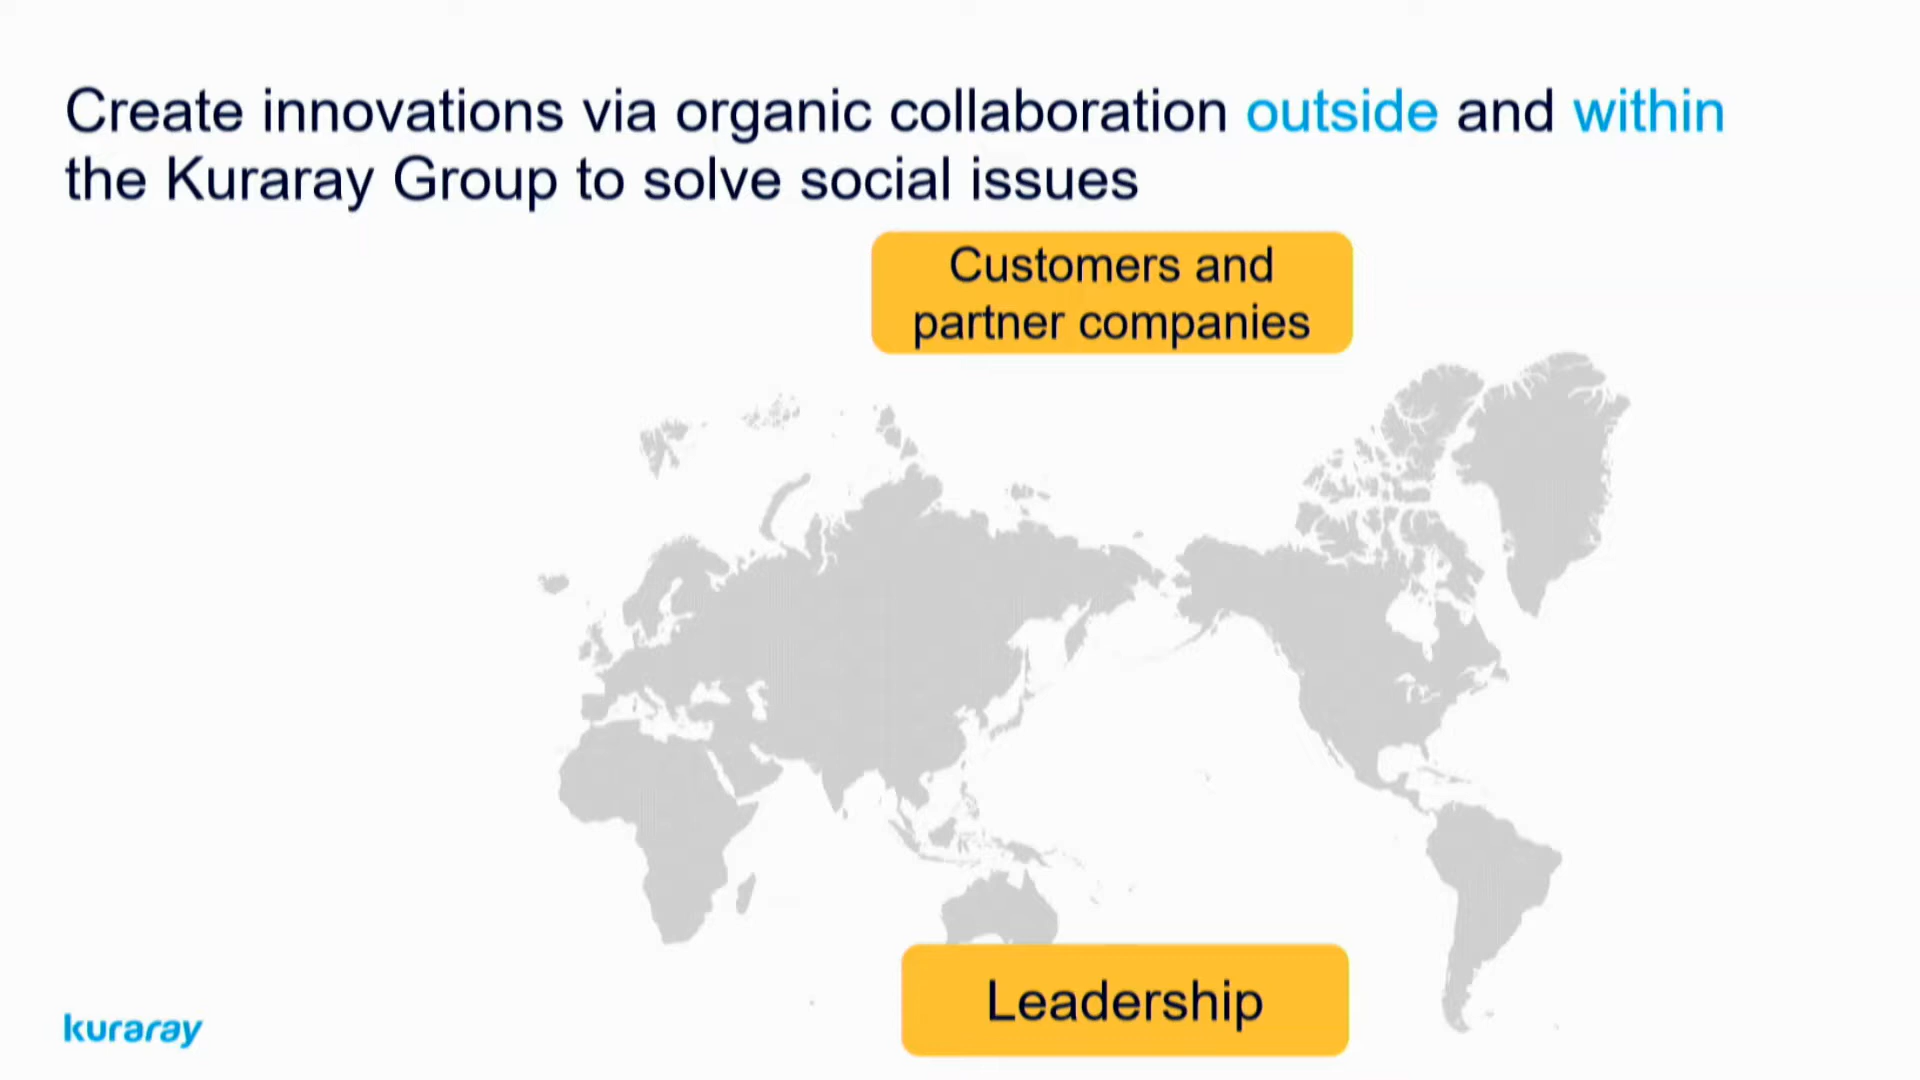 Create innovations via organic collaboration outside and within
the Kuraray Group to solve social issues
Customers and
partner companies
Leadership
kuraray